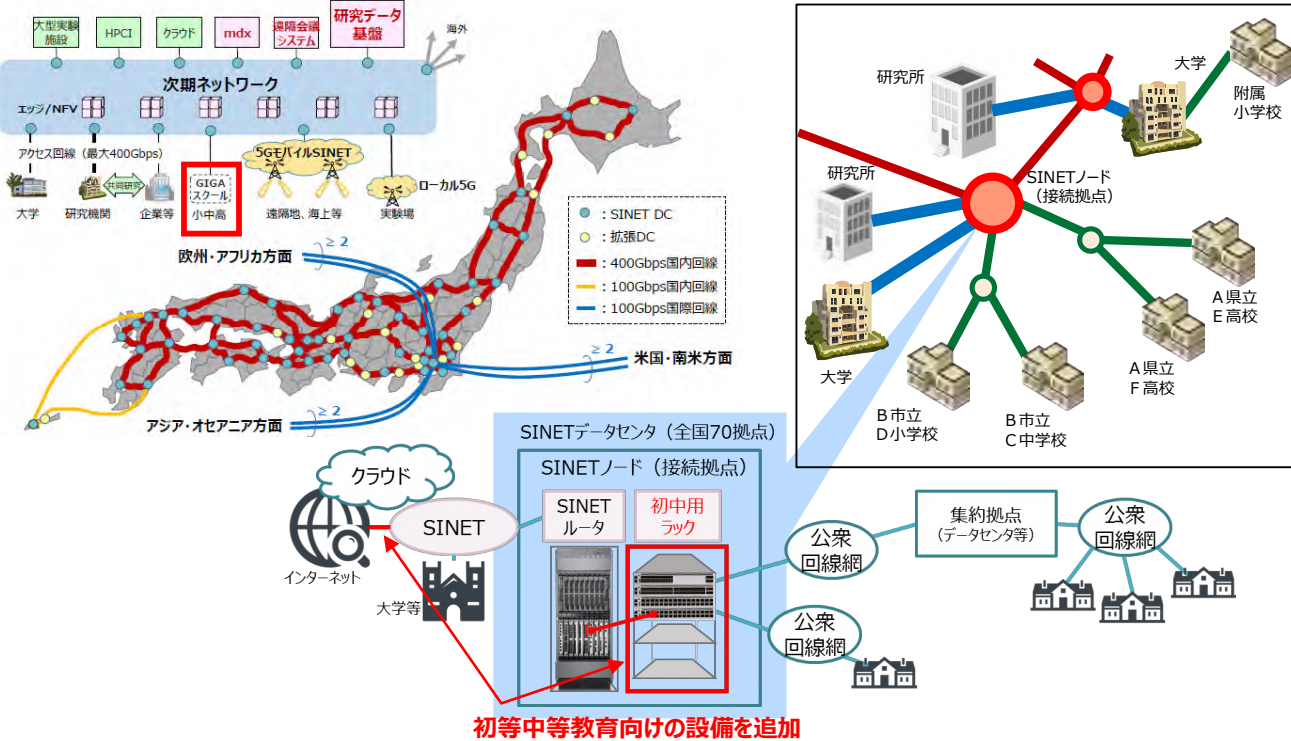 大型実験
施設
HPCI
クラウド
mdx
遠隔会議
システム
研究データ
基盤
海外
次期ネットワーク
エッジ/NFV
アクセス回線（最大400Gbps）
共同研究
GIGA
スクール
5GモバイルSINET
ローカル5G
大学
研究機関
企業等
小中高
遠隔地、海上等
実験場
欧州・アフリカ方面
≥ 2
：SINET DC
：拡張DC
：400Gbps国内回線
：100Gbps国内回線
：100Gbps国際回線
≥ 2
米国・南米方面
≥ 2
アジア・オセアニア方面
研究所
大学
附属
小学校
研究所
SINETノード
（接続拠点）
大学
A県立
E高校
A県立
F高校
B市立
D小学校
B市立
C中学校
SINETデータセンタ（全国70拠点）
SINETノード（接続拠点）
クラウド
SINET
インターネット
大学等
SINET
ルータ
初中用
ラック
公衆
回線網
集約拠点
（データセンタ等）
公衆
回線網
公衆
回線網
初等中等教育向けの設備を追加